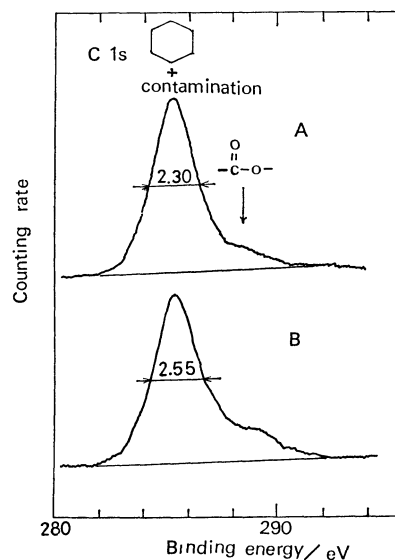 C 1s
+
contamination
A
O
-C-O-
2.30
B
2.55
Counting rate
280
290
Binding energy/ eV